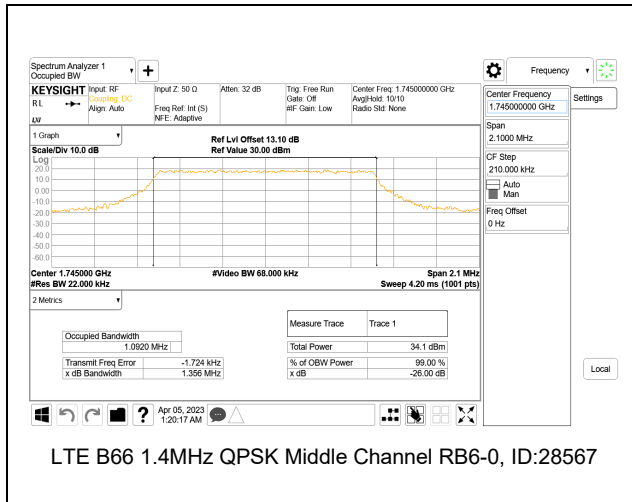 Spectrum Analyzer 1
Occupied BW
Frequency
KEYSIGHT
RL
LXI
Input: RF
Coupling: DC
Align: Auto
Input Z: 50 Ω
Freq Ref: Int (S)
NFE: Adaptive
Atten: 32 dB
Trig: Free Run
Gate: Off
#IF Gain: Low
Center Freq: 1.745000000 GHz
Avg|Hold: 10/10
Radio Std: None
Center Frequency
1.745000000 GHz
Settings
Span
2.1000 MHz
CF Step
210.000 kHz
Auto
Man
Freq Offset
0 Hz
Local
1 Graph
Scale/Div 10.0 dB
Ref Lvl Offset 13.10 dB
Ref Value 30.00 dBm
Log
20.0
10.0
0.00
-10.0
-20.0
-30.0
-40.0
-50.0
-60.0
Center 1.745000 GHz
#Video BW 68.000 kHz
Span 2.1 MHz
#Res BW 22.000 kHz
Sweep 4.20 ms (1001 pts)
2 Metrics
Measure Trace
Trace 1
Occupied Bandwidth
1.0920 MHz
Total Power
34.1 dBm
Transmit Freq Error
-1.724 kHz
% of OBW Power
99.00 %
x dB Bandwidth
1.356 MHz
x dB
-26.00 dB
Apr 05, 2023
1:20:17 AM
LTE B66 1.4MHz QPSK Middle Channel RB6-0, ID:28567